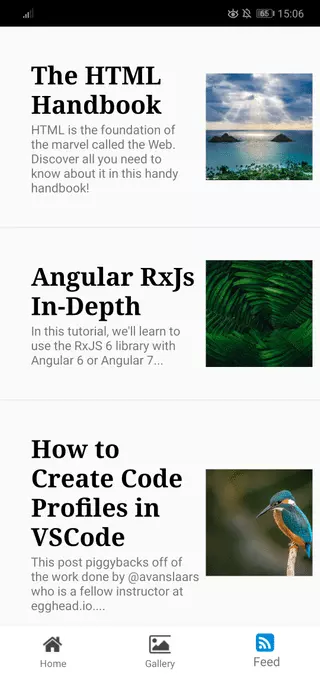 65 15:06
The HTML
Handbook
HTML is the foundation of
the marvel called the Web.
Discover all you need to
know about it in this handy
handbook!
Angular RxJs
In-Depth
In this tutorial, we'll learn to
use the RxJS 6 library with
Angular 6 or Angular 7...
How to
Create Code
Profiles in
VSCode
This post piggybacks off of
the work done by @avanslaars
who is a fellow instructor at
egghead.io....
Home Gallery Feed